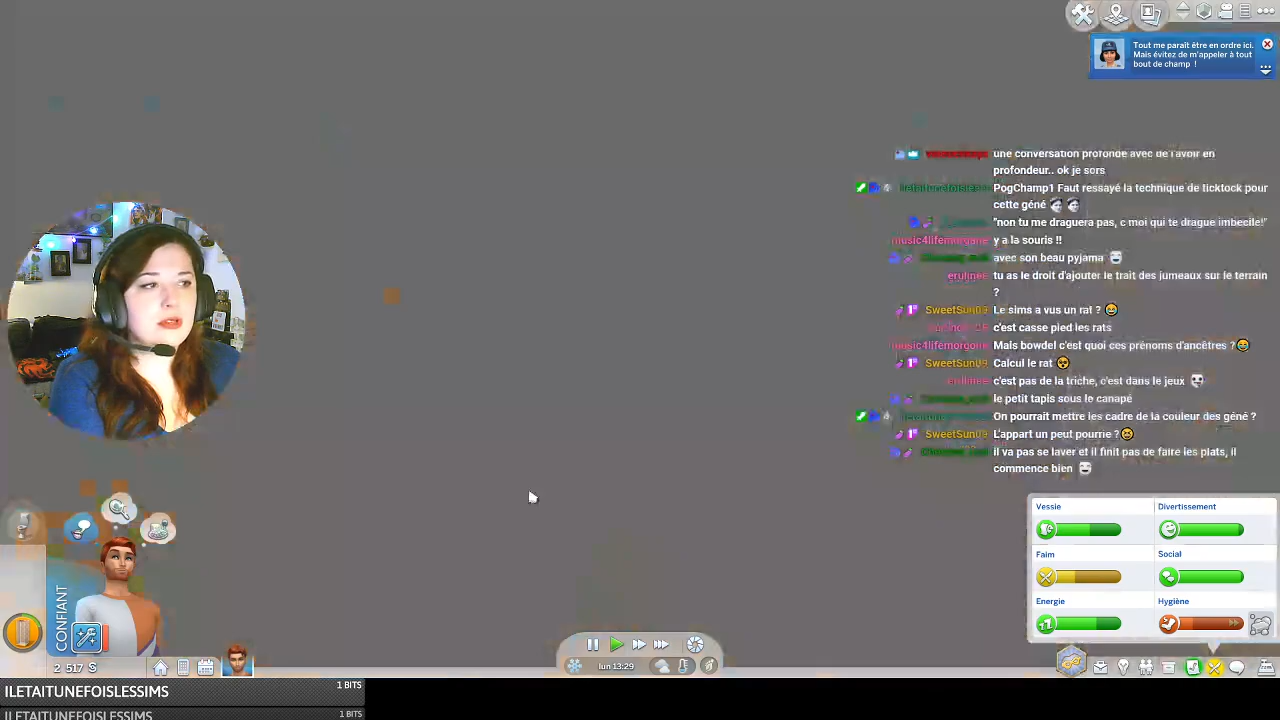 Tout me paraît être en ordre ici.
Mais évitez de m'appeler à tout
bout de champ !
une conversation profonde avec de l'avoir en
profondeur.. ok je sors
PogChamp1 Faut ressayé la technique de ticktock pour
cette géné
"non tu me draguera pas, c moi qui te drague imbecile!"
music4lifemorgane y a la souris !!
avec son beau pyjama
erulinee tu as le droit d'ajouter le trait des jumeaux sur le terrain
?
SweetSun09 Le sims a vus un rat ?
c'est casse pied les rats
music4lifemorgane Mais bowdel c'est quoi ces prénoms d'ancêtres ?
SweetSun09 Calcul le rat
erulinee c'est pas de la triche, c'est dans le jeux
le petit tapis sous le canapé
On pourrait mettre les cadre de la couleur des géné ?
SweetSun09 L'appart un peut pourrie ?
il va pas se laver et il finit pas de faire les plats, il
commence bien
Vessie
Divertissement
Faim
Social
Energie
Hygiène
CONFIANT
2 517 §
lun 13:29
ILETAITUNEFOISLESSIMS 1 BITS
ILETAITUNEFOISLESSIMS 1 BITS